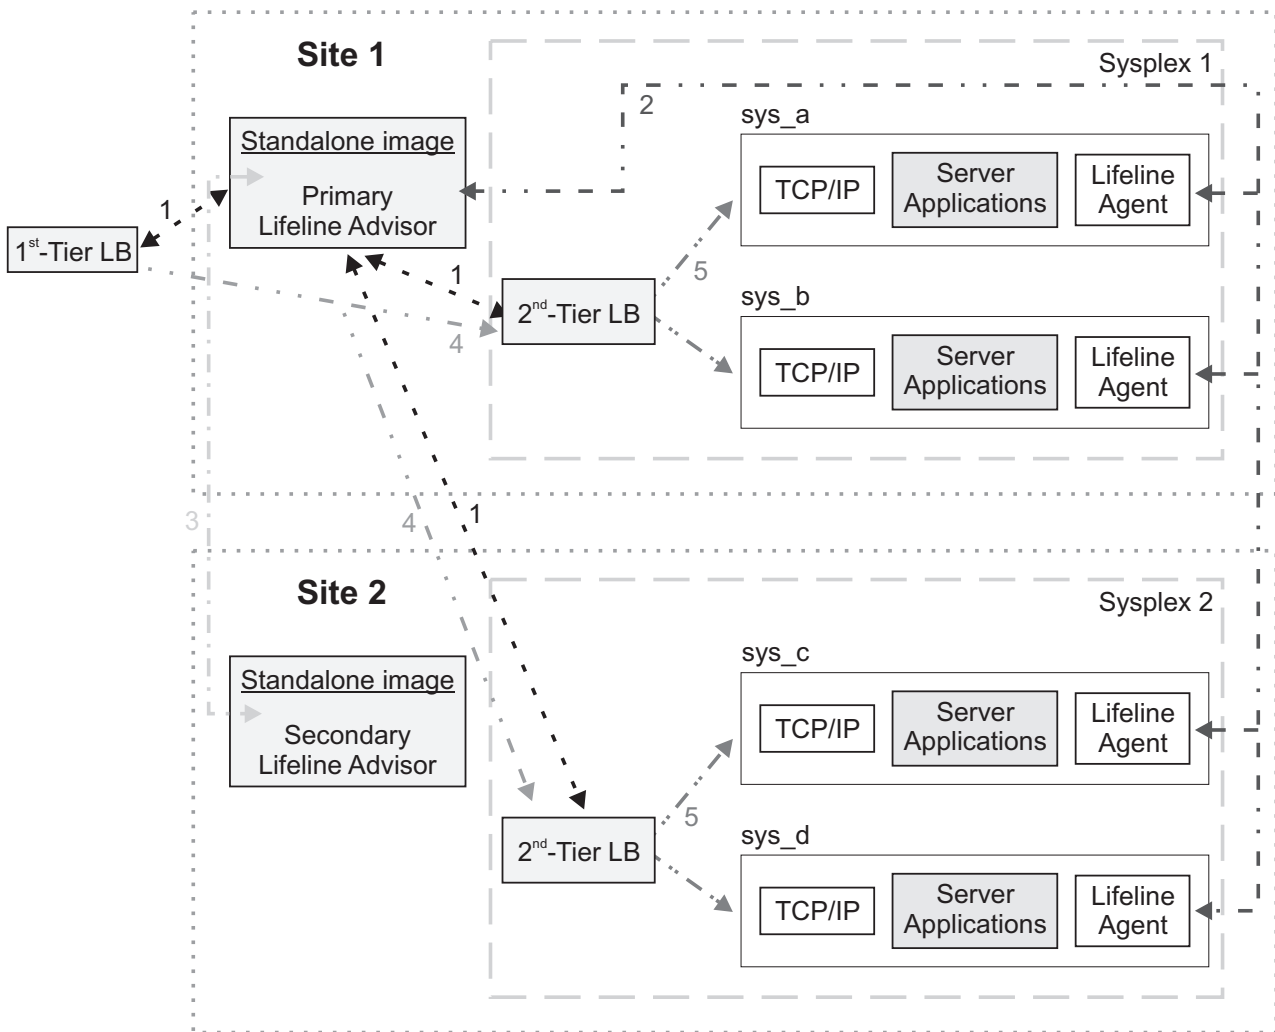 Site 1
Sysplex 1
2
sys_a
Standalone image
Primary
Lifeline Advisor
TCP/IP
Server
Applications
Lifeline
Agent
1
1st-Tier LB
1
5
sys_b
2nd-Tier LB
4
TCP/IP
Server
Applications
Lifeline
Agent
3
4
1
Site 2
Sysplex 2
sys_c
Standalone image
Secondary
Lifeline Advisor
TCP/IP
Server
Applications
Lifeline
Agent
5
sys_d
2nd-Tier LB
TCP/IP
Server
Applications
Lifeline
Agent